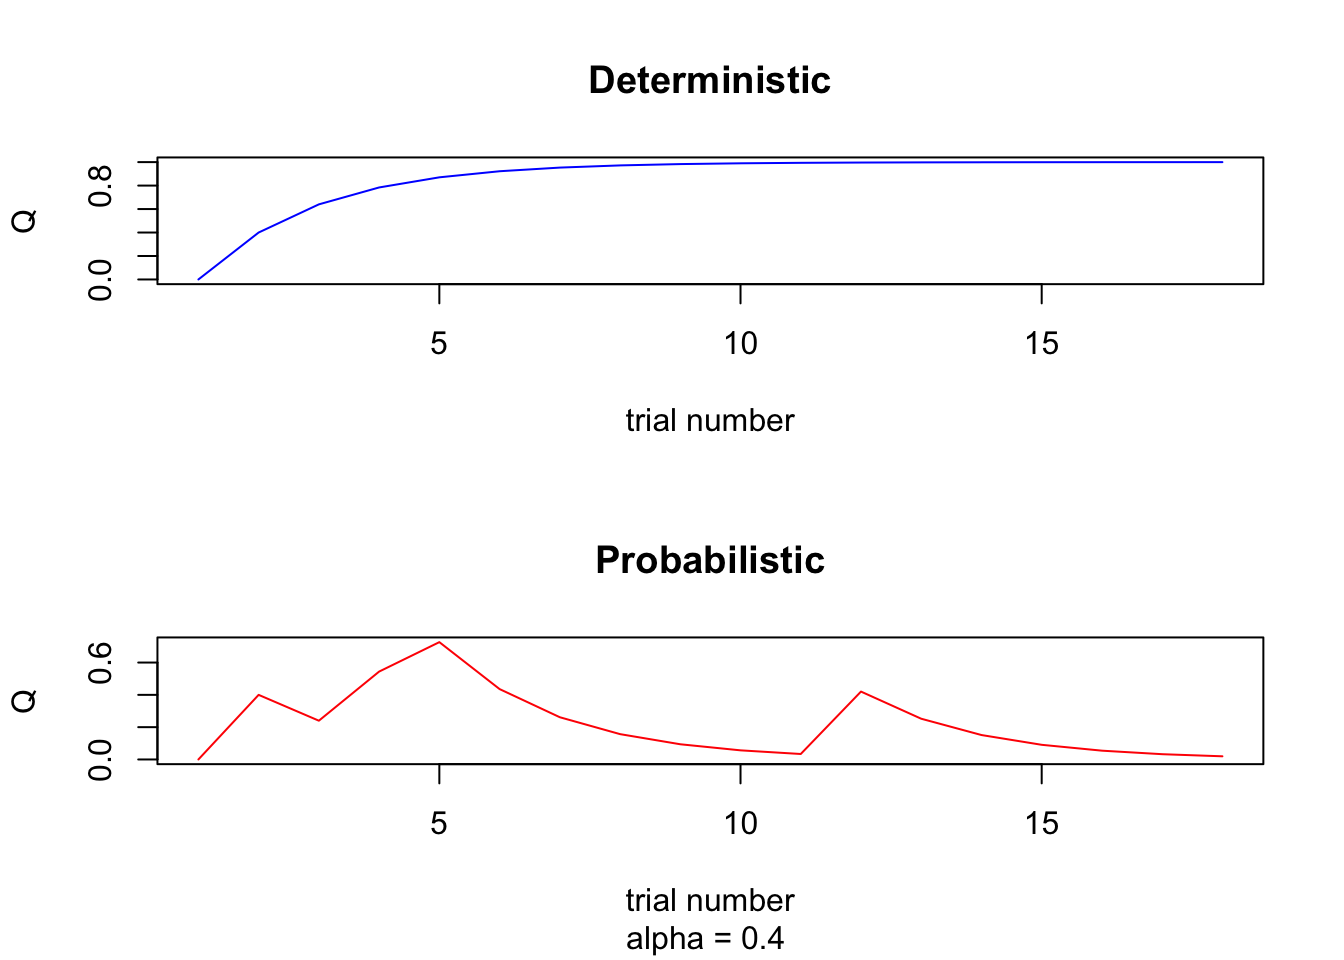 Deterministic
Q
0.8
0.0
5 10 15
trial number
Probabilistic
Q
0.6
0.0
5 10 15
trial number
alpha = 0.4